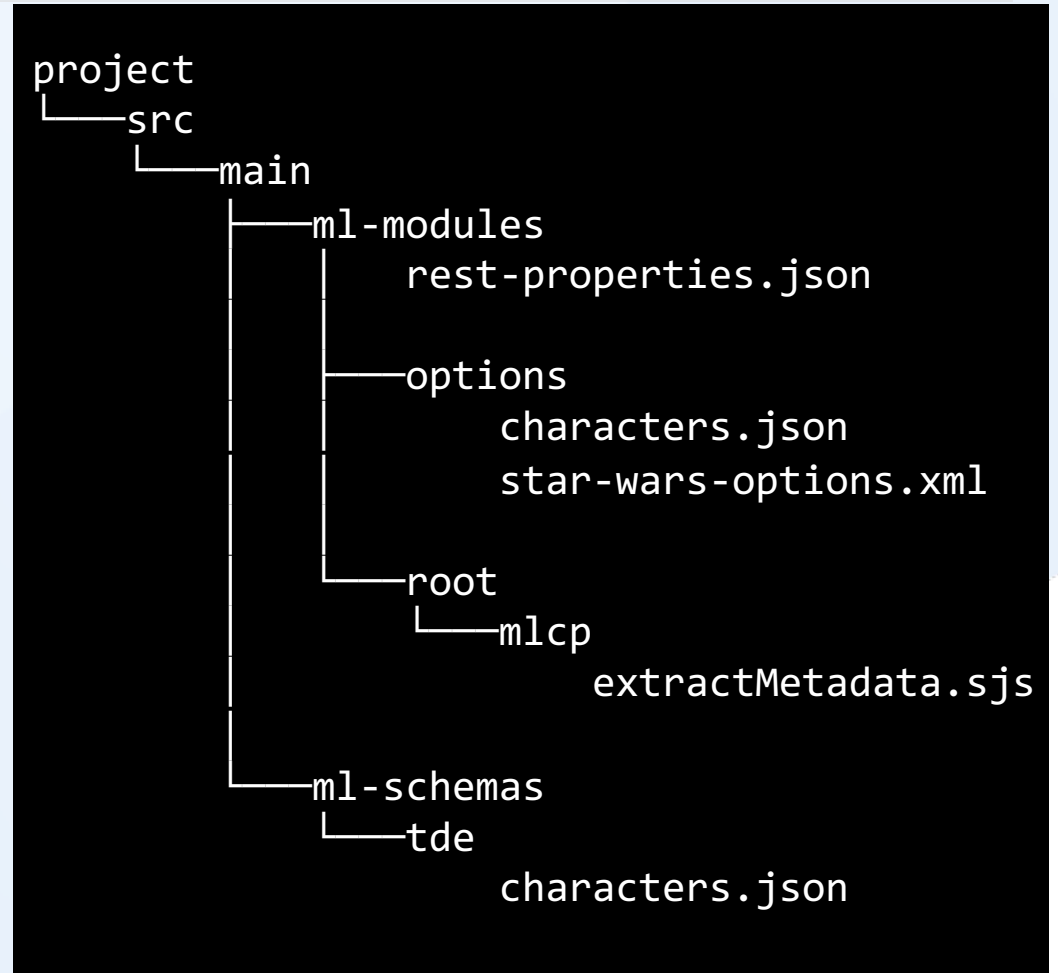 project
└───src
└───main
├───ml-modules
│ │ rest-properties.json
│ │
│ ├───options
│ │ characters.json
│ │ star-wars-options.xml
│ │
│ └───root
│ └───mlcp
│ extractMetadata.sjs
│
└───ml-schemas
└───tde
characters.json